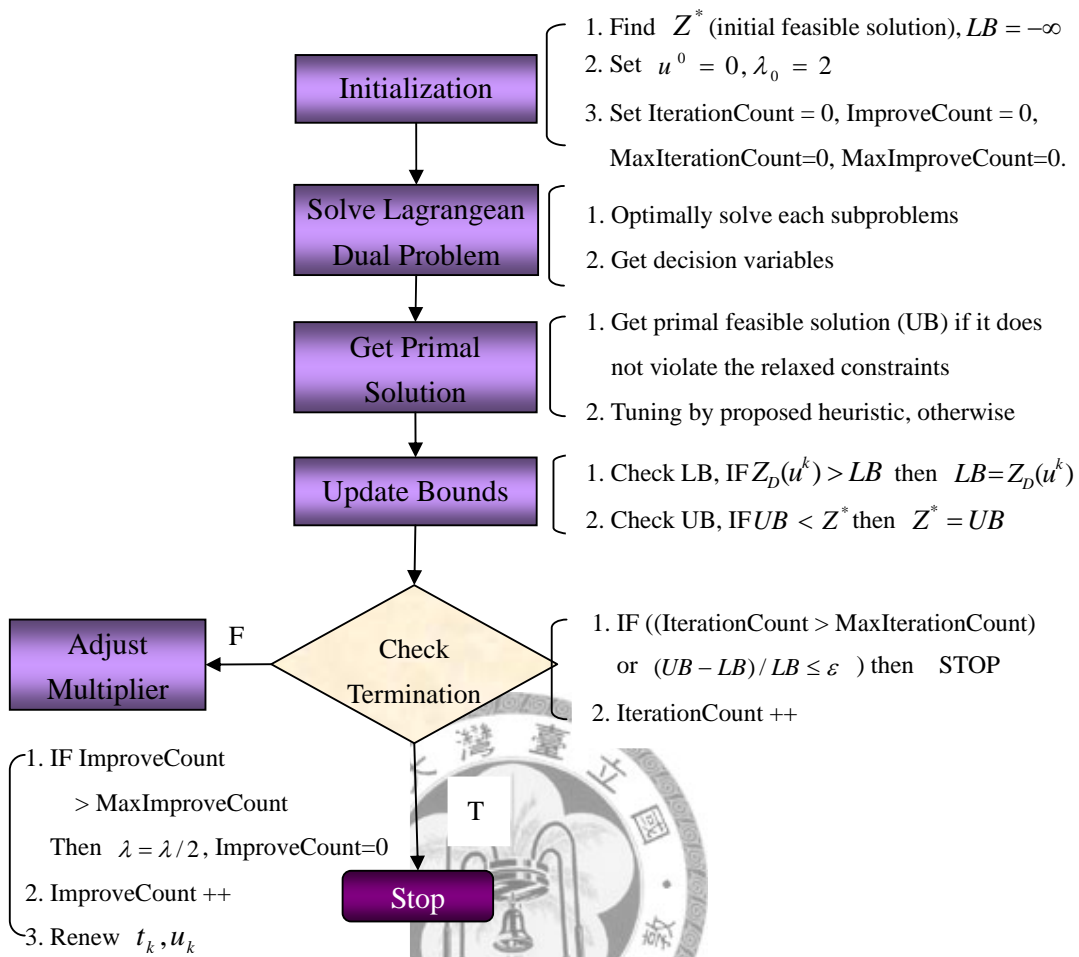 Initialization
1. Find Z* (initial feasible solution), LB = −∞
2. Set u⁰ = 0, λ₀ = 2
3. Set IterationCount = 0, ImproveCount = 0,
MaxIterationCount=0, MaxImproveCount=0.
Solve Lagrangean
Dual Problem
1. Optimally solve each subproblems
2. Get decision variables
Get Primal
Solution
1. Get primal feasible solution (UB) if it does
not violate the relaxed constraints
2. Tuning by proposed heuristic, otherwise
Update Bounds
1. Check LB, IF Z_D(u^k) > LB then LB = Z_D(u^k)
2. Check UB, IF UB < Z* then Z* = UB
Check
Termination
1. IF ((IterationCount > MaxIterationCount)
or (UB − LB) / LB ≤ ε ) then STOP
2. IterationCount ++
F
Adjust
Multiplier
1. IF ImproveCount
> MaxImproveCount
Then λ = λ/2, ImproveCount=0
2. ImproveCount ++
3. Renew t_k, u_k
T
Stop
灣臺立國